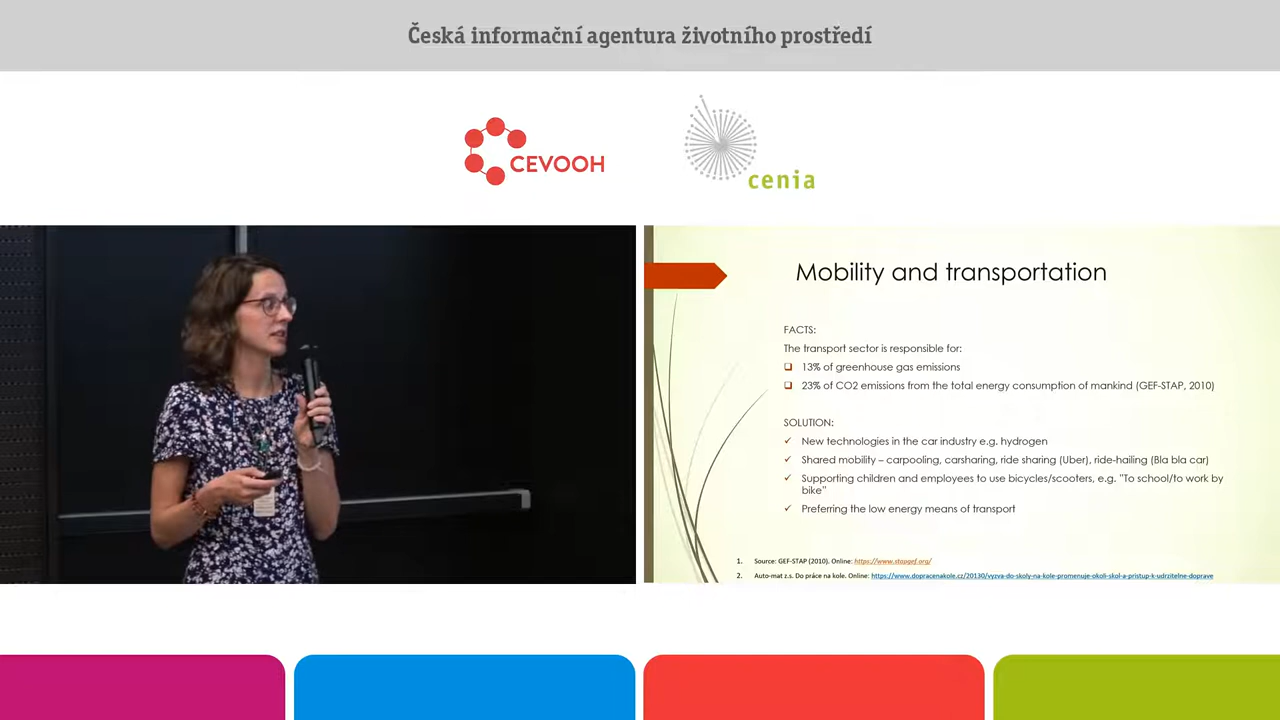 Česká informační agentura životního prostředí
CEVOOH
cenia
Mobility and transportation
FACTS:
The transport sector is responsible for:
13% of greenhouse gas emissions
23% of CO2 emissions from the total energy consumption of mankind (GEF-STAP, 2010)
SOLUTION:
New technologies in the car industry e.g. hydrogen
Shared mobility – carpooling, carsharing, ride sharing (Uber), ride-hailing (Bla bla car)
Supporting children and employees to use bicycles/scooters, e.g. "To school/to work by
bike"
Preferring the low energy means of transport
1. Source: GEF-STAP (2010). Online: https://www.stapgef.org/
2. Auto-mat z.s. Do práce na kole. Online: https://www.dopracenakole.cz/20130/vyzva-do-skoly-na-kole-promenuje-okoli-skol-a-pristup-k-udrzitelne-doprave